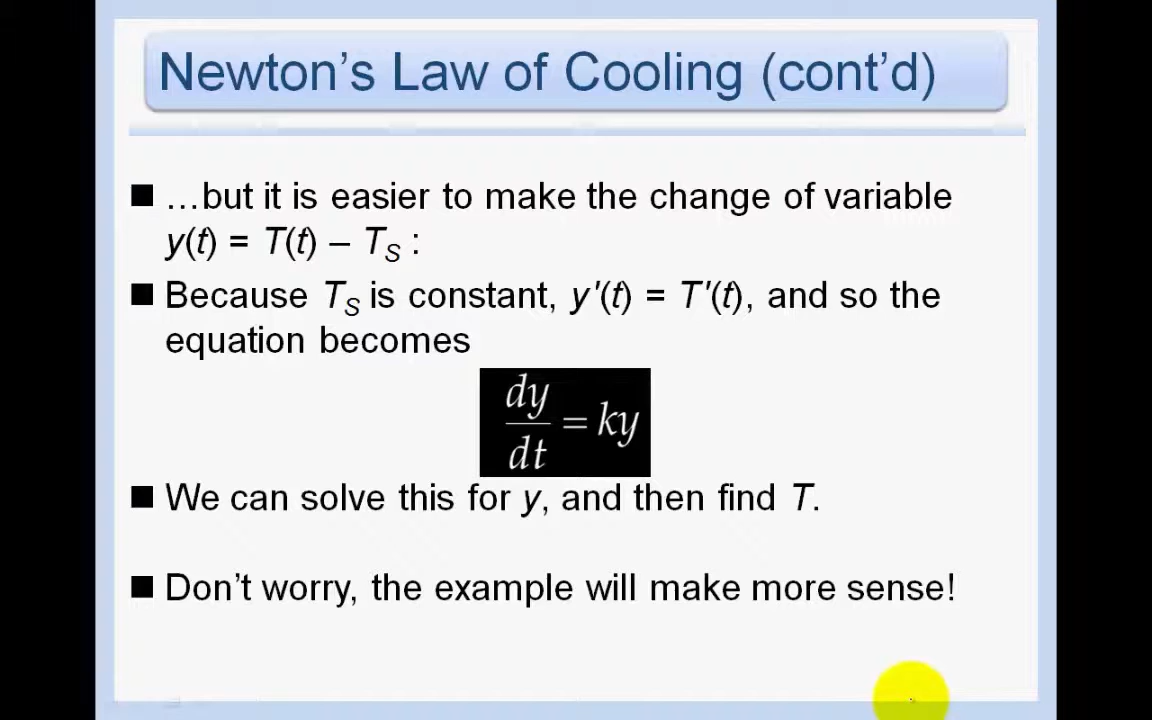 Newton’s Law of Cooling (cont’d)
■ …but it is easier to make the change of variable
y(t) = T(t) – T_S :
■ Because T_S is constant, y′(t) = T′(t), and so the
equation becomes
dy/dt = ky
■ We can solve this for y, and then find T.
■ Don’t worry, the example will make more sense!